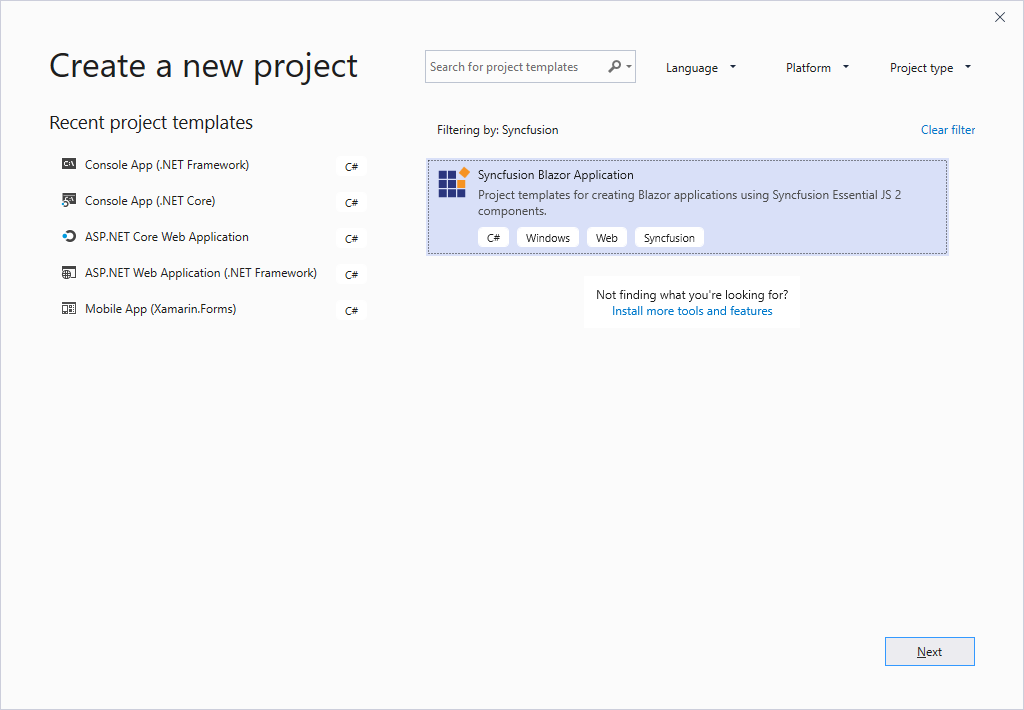 Create a new project
Search for project templates
Language
Platform
Project type
Recent project templates
Console App (.NET Framework) C#
Console App (.NET Core) C#
ASP.NET Core Web Application C#
ASP.NET Web Application (.NET Framework) C#
Mobile App (Xamarin.Forms) C#
Filtering by: Syncfusion
Clear filter
Syncfusion Blazor Application
Project templates for creating Blazor applications using Syncfusion Essential JS 2
components.
C# Windows Web Syncfusion
Not finding what you're looking for?
Install more tools and features
Next